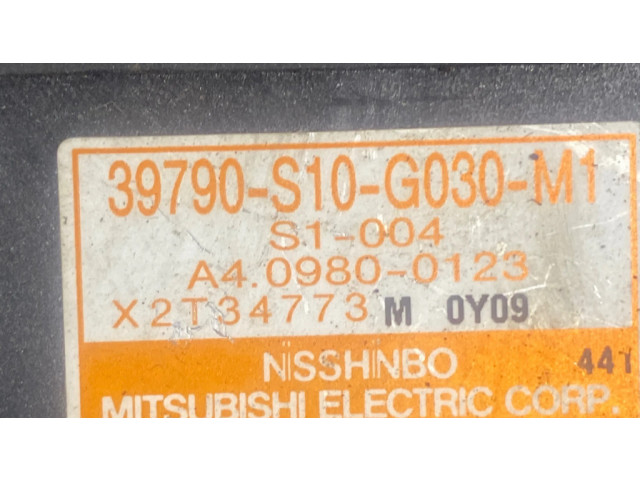 39790-S10-G030-M1
S1-004
A4.0980-0123
X2T34773 M 0Y09
NISSHINBO 441
MITSUBISHI ELECTRIC CORP.